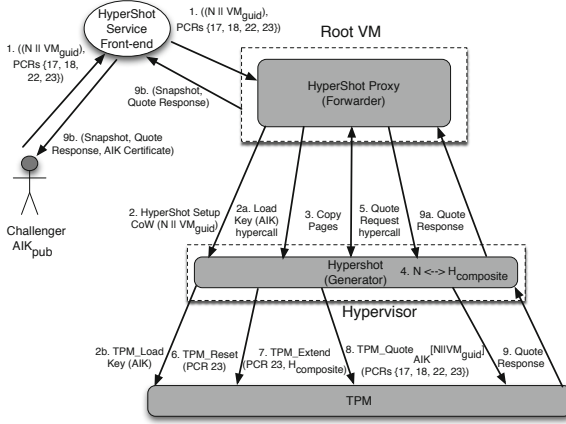 HyperShot
Service
Front-end
1. ((N || VMguid),
PCRs {17, 18,
22, 23})
1. ((N || VMguid),
PCRs {17, 18, 22, 23})
Root VM
HyperShot Proxy
(Forwarder)
9b. (Snapshot,
Quote Response)
9b. (Snapshot, Quote
Response, AIK Certificate)
Challenger
AIKpub
2. HyperShot Setup
CoW (N || VMguid)
2a. Load
Key (AIK)
hypercall
3. Copy
Pages
5. Quote
Request
hypercall
9a. Quote
Response
Hypershot
(Generator)
4. N <--> Hcomposite
Hypervisor
2b. TPM_Load
Key (AIK)
6. TPM_Reset
(PCR 23)
7. TPM_Extend
(PCR 23, Hcomposite)
8. TPM_QuoteAIK[N||VMguid]
(PCRs {17, 18, 22, 23})
9. Quote
Response
TPM